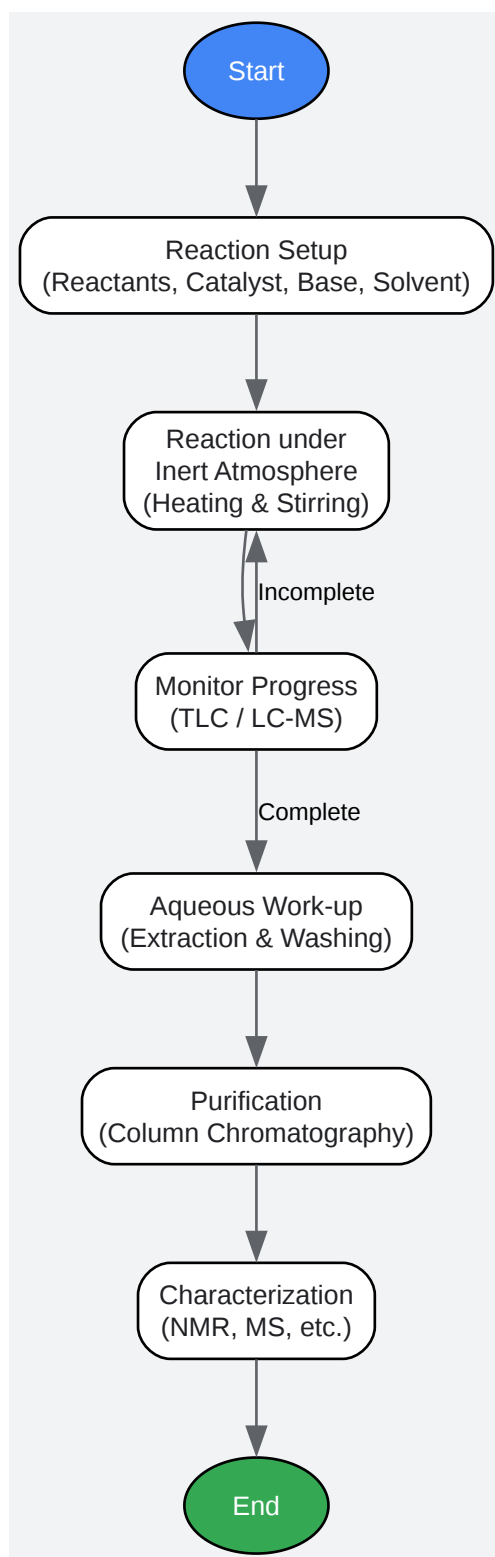 Start
Reaction Setup
(Reactants, Catalyst, Base, Solvent)
Reaction under
Inert Atmosphere
(Heating & Stirring)
Incomplete
Monitor Progress
(TLC / LC-MS)
Complete
Aqueous Work-up
(Extraction & Washing)
Purification
(Column Chromatography)
Characterization
(NMR, MS, etc.)
End